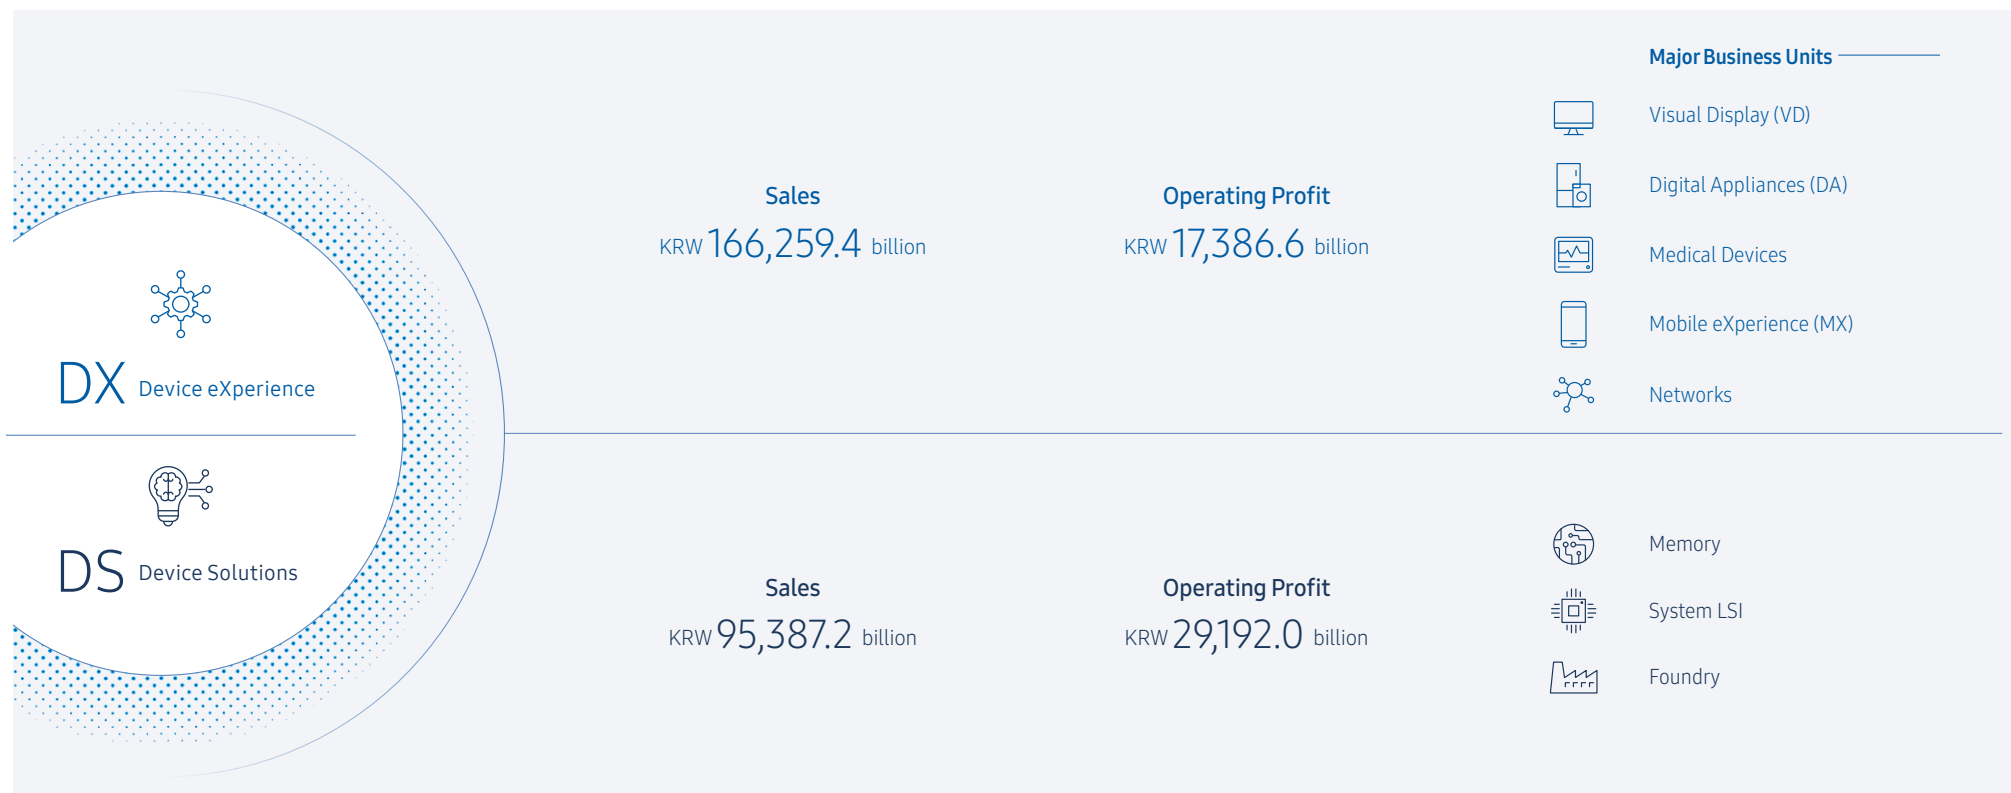 Major Business Units
Visual Display (VD)
Digital Appliances (DA)
Medical Devices
Mobile eXperience (MX)
Networks
Sales
KRW 166,259.4 billion
Operating Profit
KRW 17,386.6 billion
DX Device eXperience
DS Device Solutions
Sales
KRW 95,387.2 billion
Operating Profit
KRW 29,192.0 billion
Memory
System LSI
Foundry